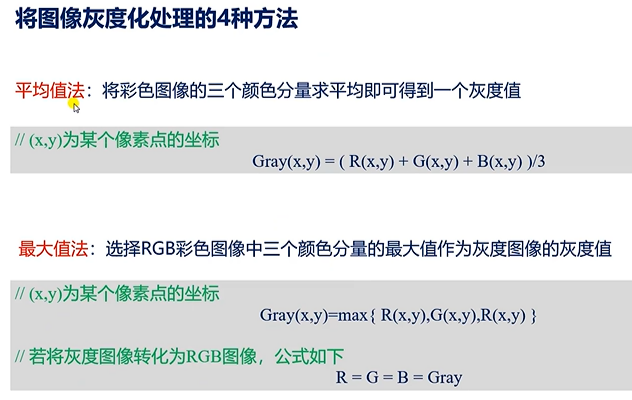 将图像灰度化处理的4种方法
平均值法：将彩色图像的三个颜色分量求平均即可得到一个灰度值
// (x,y)为某个像素点的坐标
Gray(x,y) = ( R(x,y) + G(x,y) + B(x,y) )/3
最大值法：选择RGB彩色图像中三个颜色分量的最大值作为灰度图像的灰度值
// (x,y)为某个像素点的坐标
Gray(x,y)=max{ R(x,y),G(x,y),R(x,y) }
// 若将灰度图像转化为RGB图像，公式如下
R = G = B = Gray